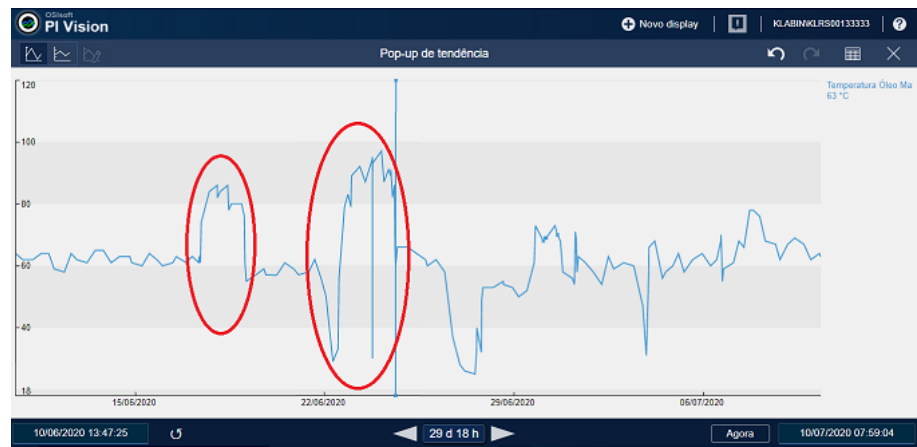 OSIsoft
PI Vision
Novo display
KLABIN\KLRS00133333
Pop-up de tendência
120
Temperatura Óleo Ma
63 °C
100
80
60
40
18
15/06/2020
22/06/2020
29/06/2020
06/07/2020
10/06/2020 13:47:25
29 d 18 h
Agora
10/07/2020 07:59:04